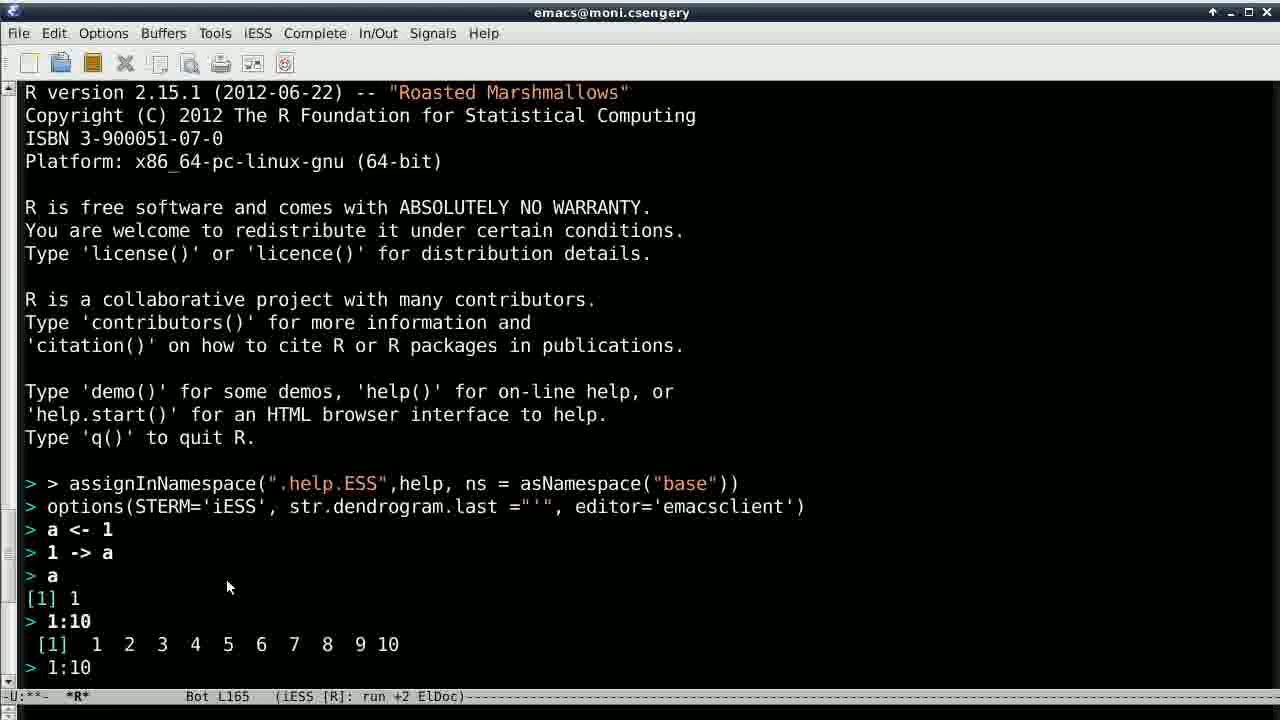 emacs@moni.csengery
File Edit Options Buffers Tools iESS Complete In/Out Signals Help
R version 2.15.1 (2012-06-22) -- "Roasted Marshmallows"
Copyright (C) 2012 The R Foundation for Statistical Computing
ISBN 3-900051-07-0
Platform: x86_64-pc-linux-gnu (64-bit)
R is free software and comes with ABSOLUTELY NO WARRANTY.
You are welcome to redistribute it under certain conditions.
Type 'license()' or 'licence()' for distribution details.
R is a collaborative project with many contributors.
Type 'contributors()' for more information and
'citation()' on how to cite R or R packages in publications.
Type 'demo()' for some demos, 'help()' for on-line help, or
'help.start()' for an HTML browser interface to help.
Type 'q()' to quit R.
> > assignInNamespace(".help.ESS",help, ns = asNamespace("base"))
> options(STERM='iESS', str.dendrogram.last ="'", editor='emacsclient')
> a <- 1
> 1 -> a
> a
[1] 1
> 1:10
[1]  1  2  3  4  5  6  7  8  9 10
> 1:10
-U:**-  *R*  Bot L165  (iESS [R]: run +2 ElDoc)